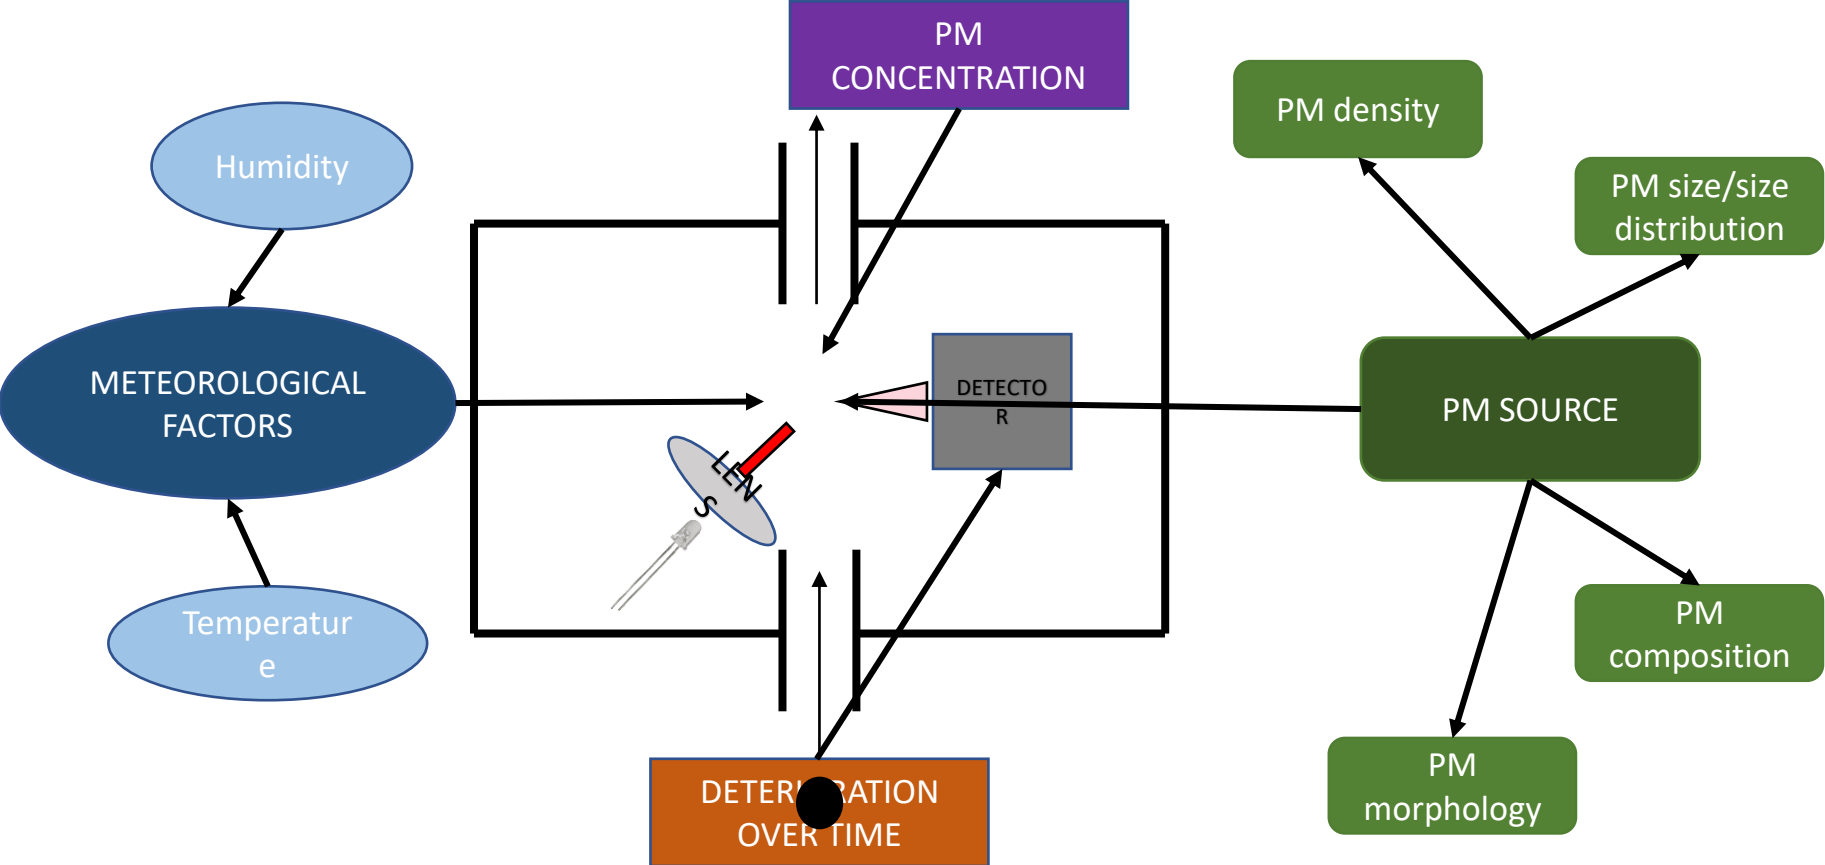 PM
CONCENTRATION
PM density
Humidity
PM size/size
distribution
METEOROLOGICAL
FACTORS
DETECTO
R
PM SOURCE
LEN
S
Temperatur
e
PM
composition
PM
morphology
OVER TIME